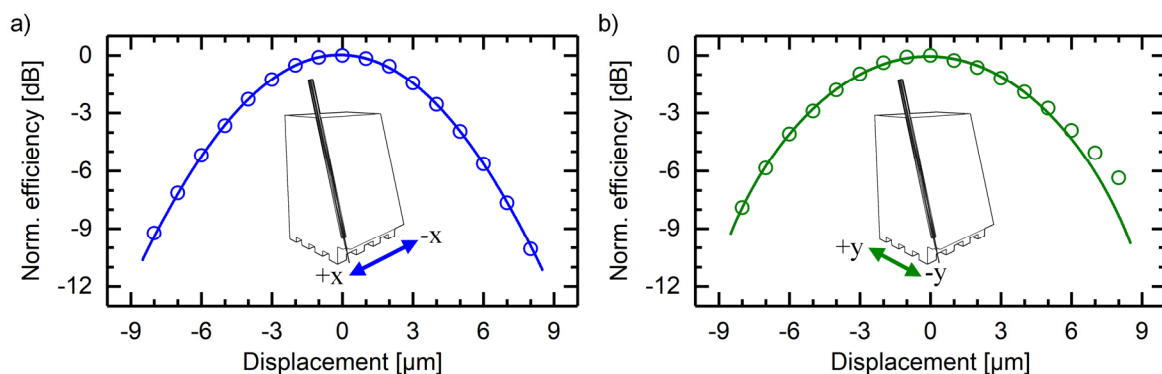 a)
Norm. efficiency [dB]
0
-3
-6
-9
-12
-x
+x
-9 -6 -3 0 3 6 9
Displacement [µm]
b)
Norm. efficiency [dB]
0
-3
-6
-9
-12
+y
-y
-9 -6 -3 0 3 6 9
Displacement [µm]